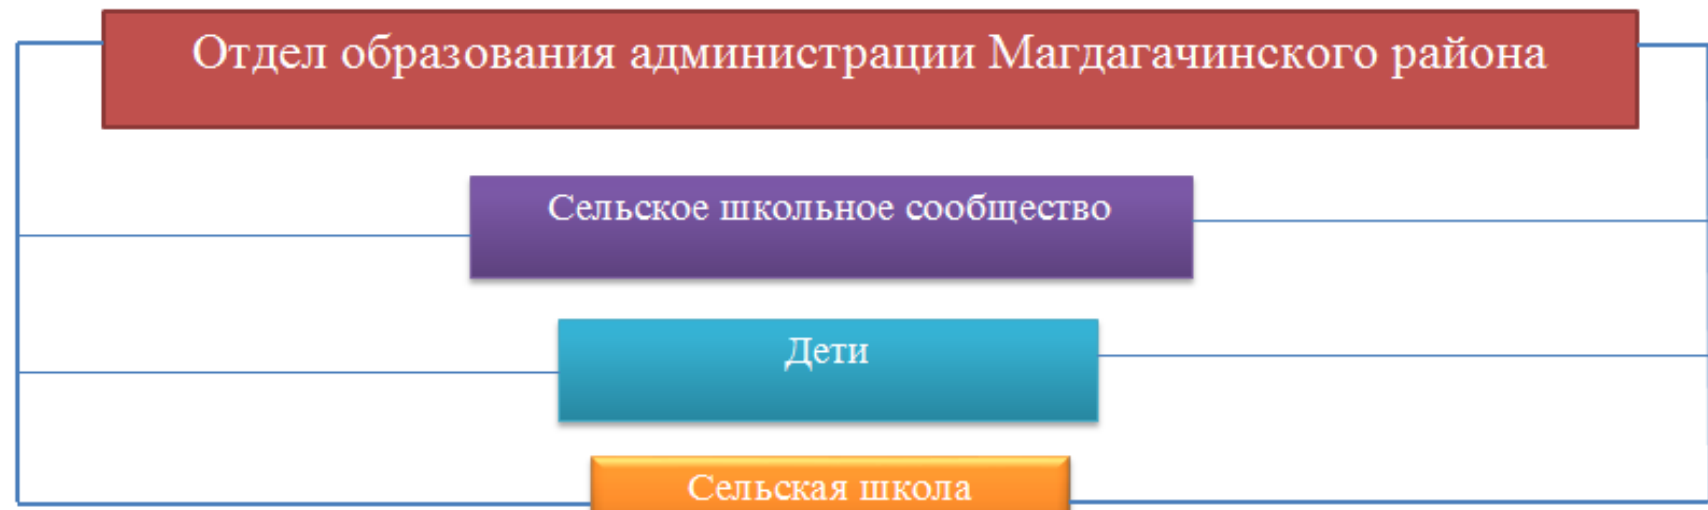 Отдел образования администрации Магдагачинского района
Сельское школьное сообщество
Дети
Сельская школа